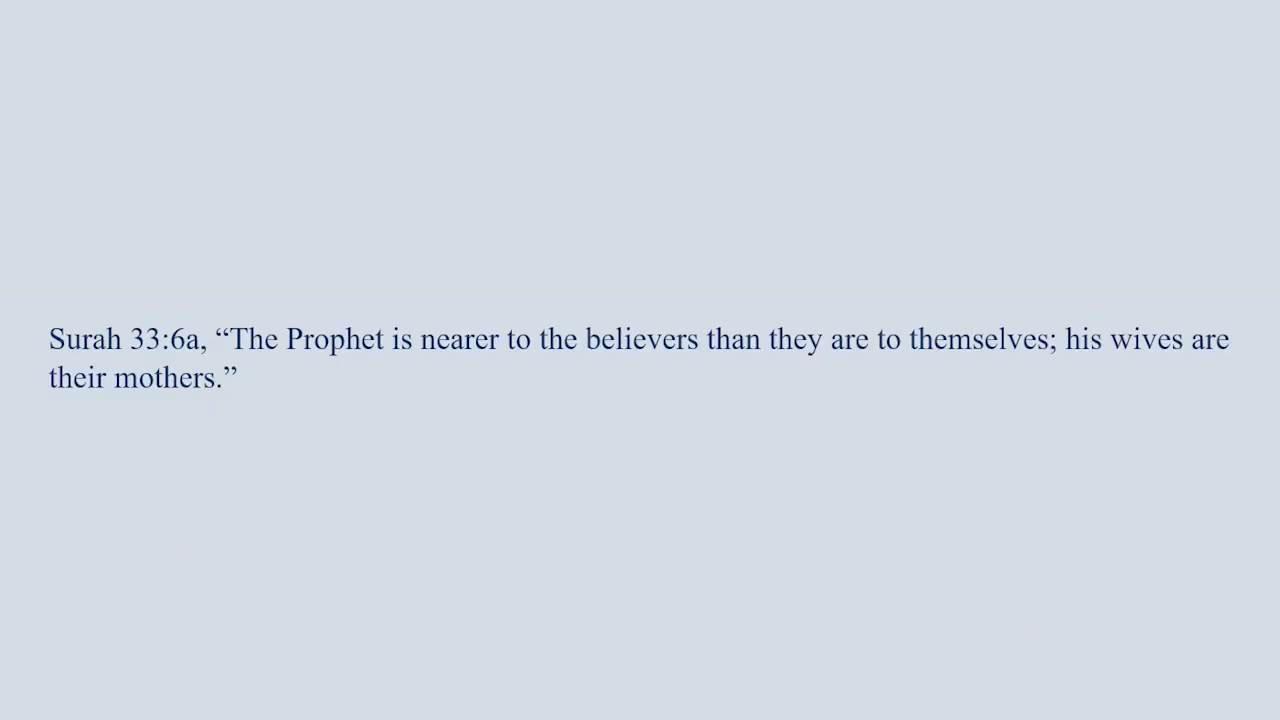 Surah 33:6a, “The Prophet is nearer to the believers than they are to themselves; his wives are
their mothers.”